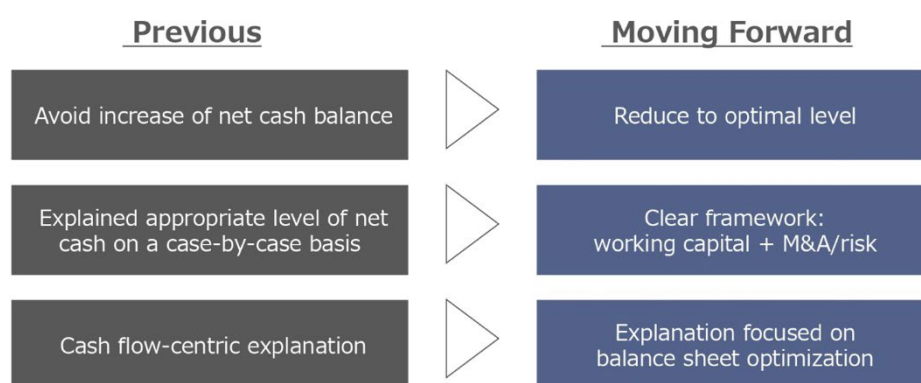 Previous
Moving Forward
Avoid increase of net cash balance
Reduce to optimal level
Explained appropriate level of net
cash on a case-by-case basis
Clear framework:
working capital + M&A/risk
Cash flow-centric explanation
Explanation focused on
balance sheet optimization